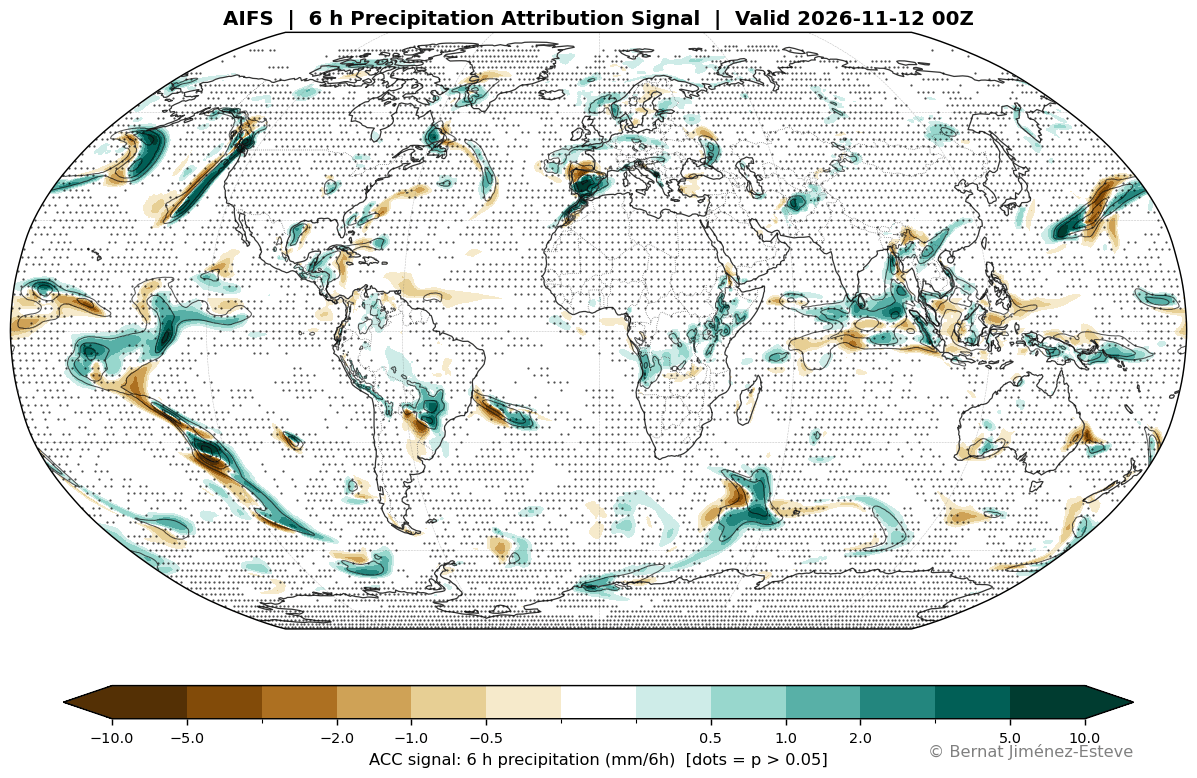 AIFS | 6 h Precipitation Attribution Signal | Valid 2026-11-12 00Z
−10.0 −5.0 −2.0 −1.0 −0.5 0.5 1.0 2.0 5.0 10.0
© Bernat Jiménez-Esteve
ACC signal: 6 h precipitation (mm/6h) [dots = p > 0.05]